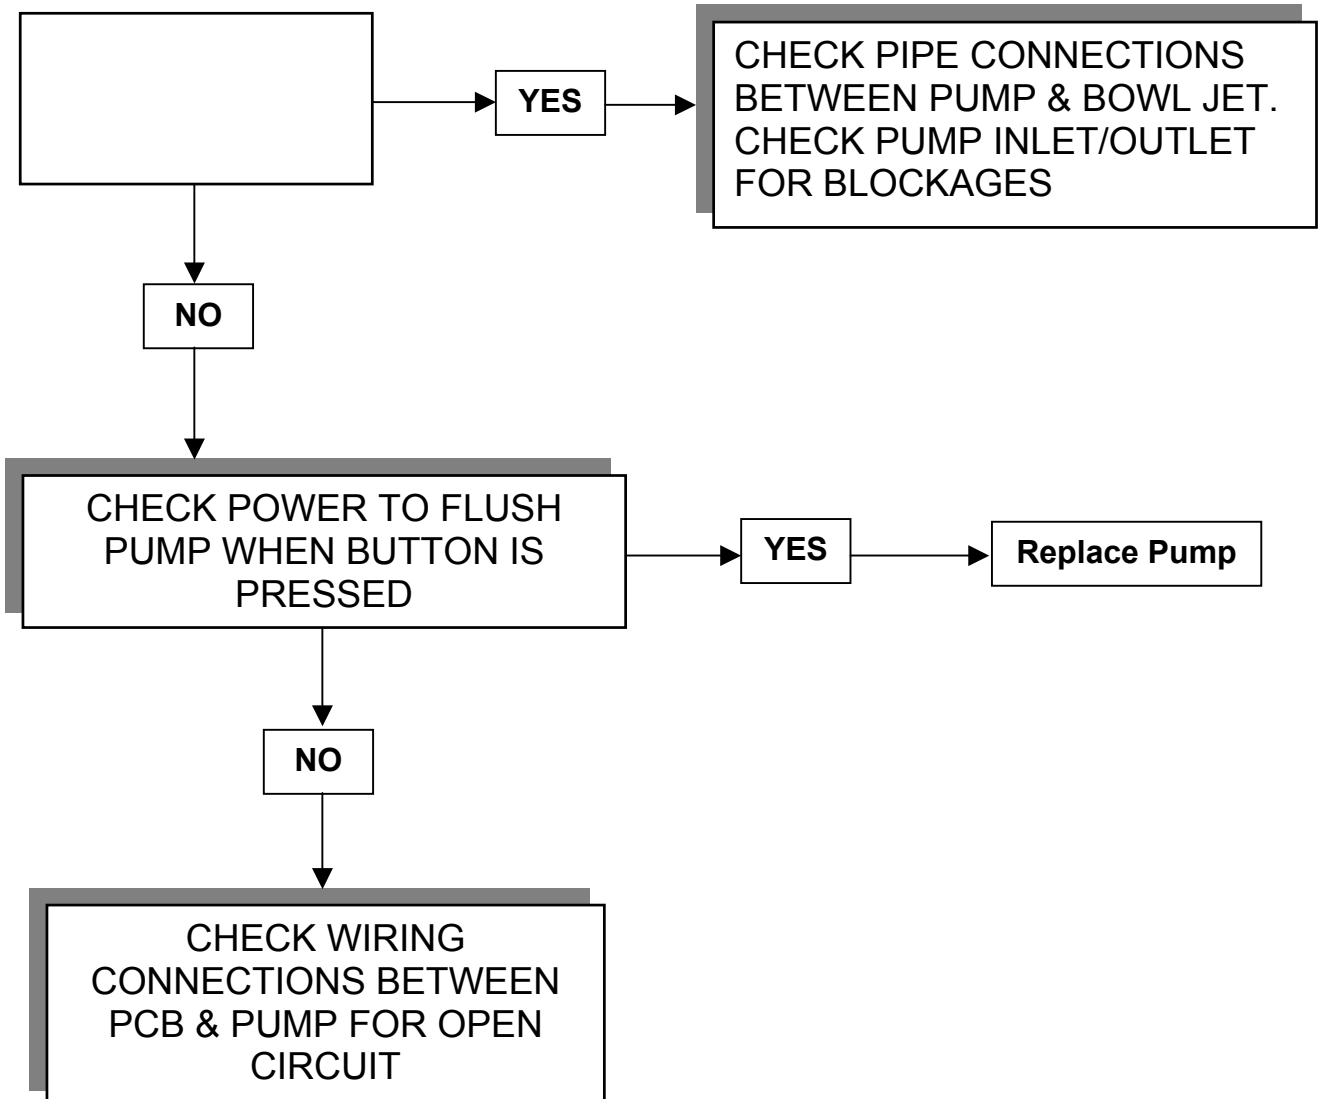 YES
CHECK PIPE CONNECTIONS
BETWEEN PUMP & BOWL JET.
CHECK PUMP INLET/OUTLET
FOR BLOCKAGES
NO
CHECK POWER TO FLUSH
PUMP WHEN BUTTON IS
PRESSED
YES
Replace Pump
NO
CHECK WIRING
CONNECTIONS BETWEEN
PCB & PUMP FOR OPEN
CIRCUIT